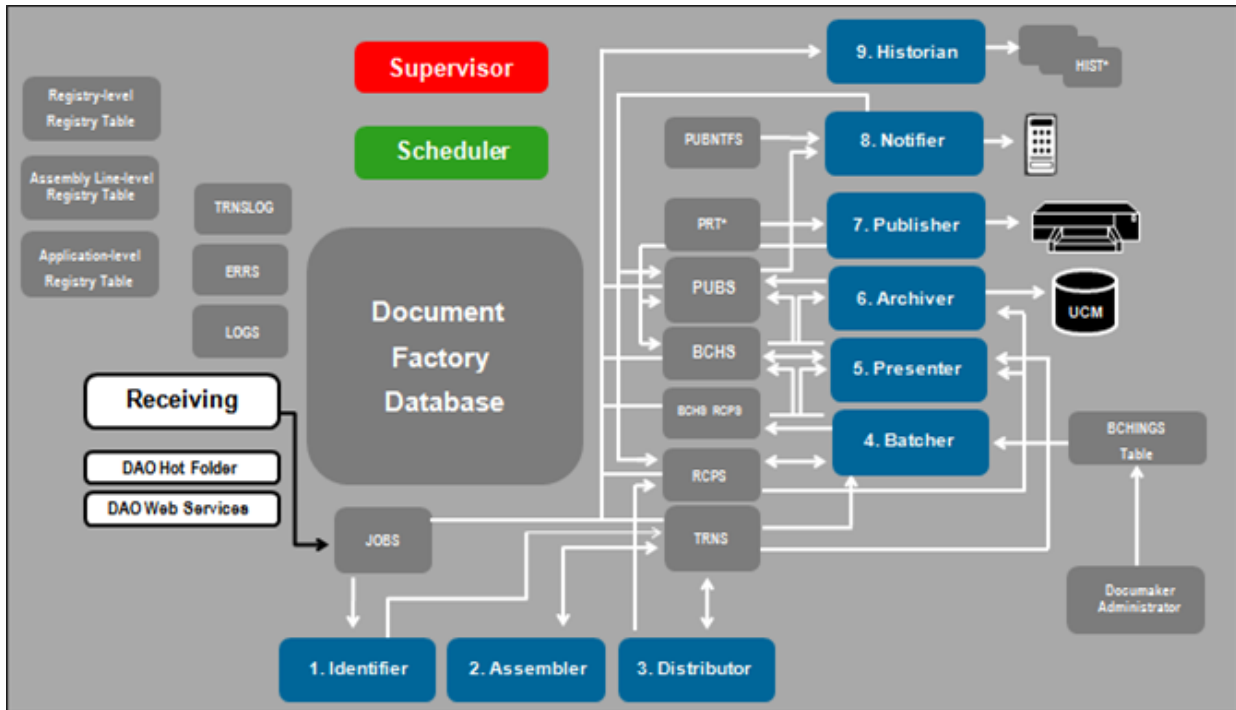 Registry-level
Registry Table
Assembly Line-level
Registry Table
Application-level
Registry Table
TRNSLOG
ERRS
LOGS
Supervisor
Scheduler
Document
Factory
Database
Receiving
DAO Hot Folder
DAO Web Services
JOBS
1. Identifier
2. Assembler
3. Distributor
PUBNTFS
PRT*
PUBS
BCHS
BCHS RCPS
RCPS
TRNS
9. Historian
8. Notifier
7. Publisher
6. Archiver
5. Presenter
4. Batcher
HIST*
UCM
BCHINGS
Table
Documaker
Administrator